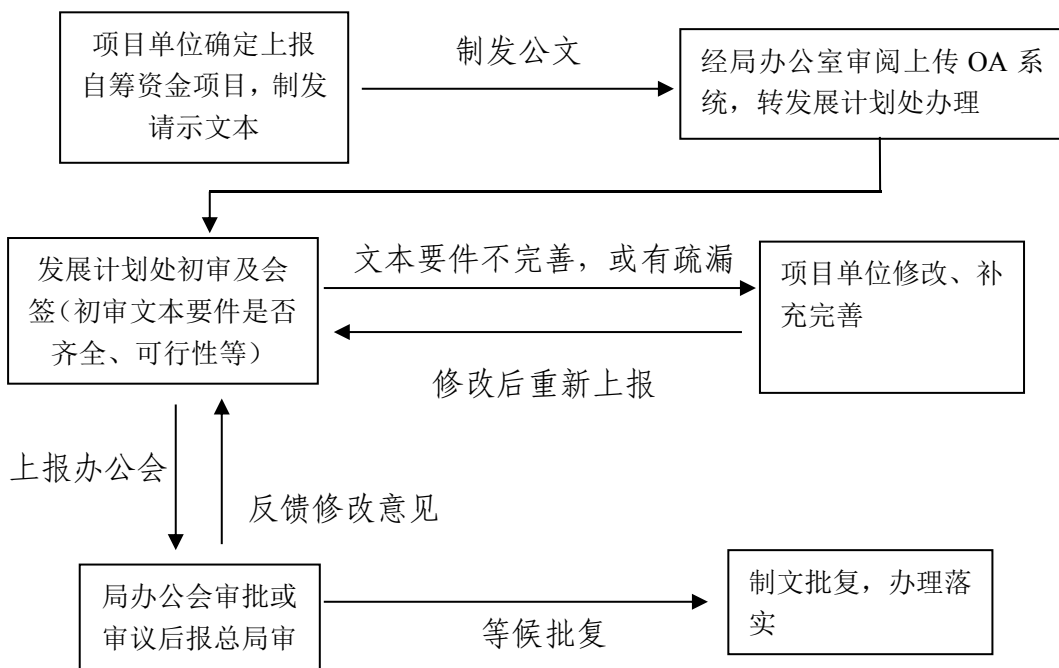 项目单位确定上报
自筹资金项目，制发
请示文本
制发公文
经局办公室审阅上传 OA 系
统，转发展计划处办理
发展计划处初审及会
签（初审文本要件是否
齐全、可行性等）
文本要件不完善，或有疏漏
修改后重新上报
项目单位修改、补
充完善
上报办公会
反馈修改意见
局办公会审批或
审议后报总局审
等候批复
制文批复，办理落
实